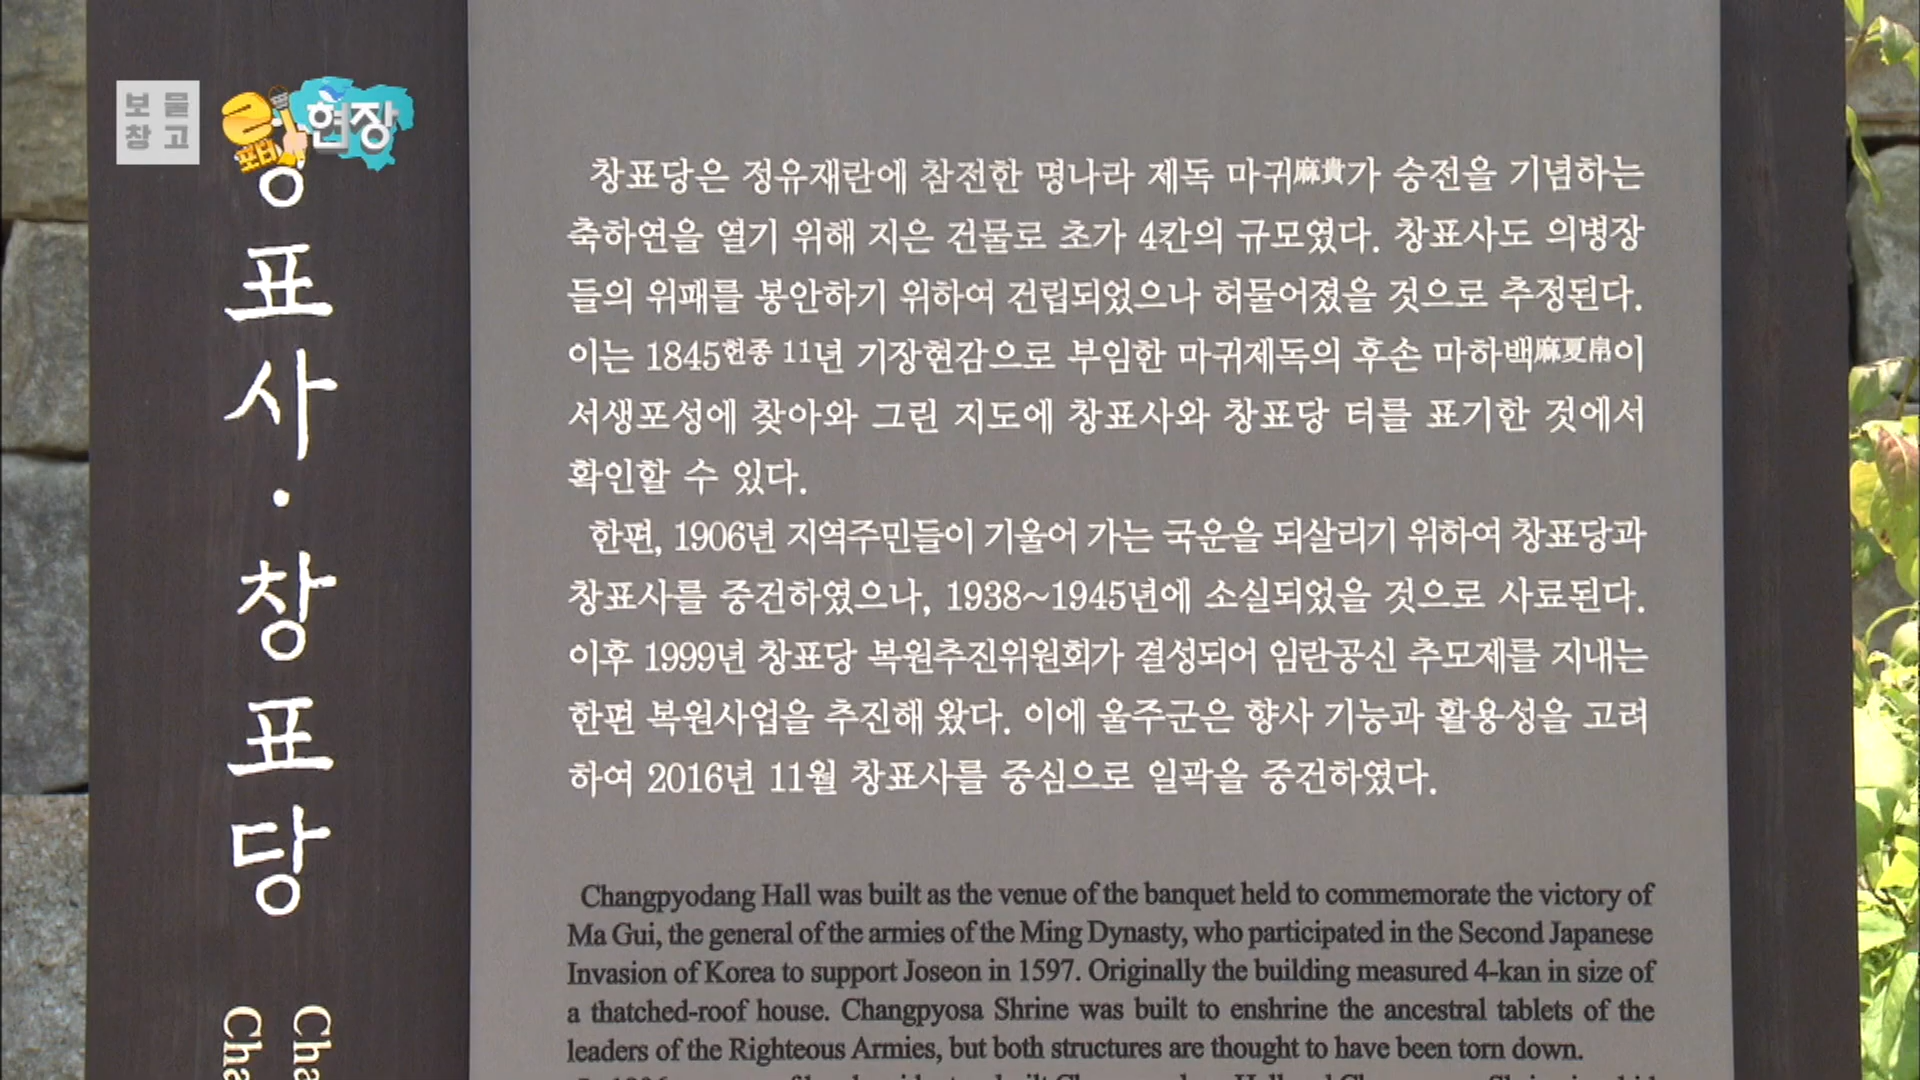 보물
창고
포티
현장
표사·창표당
창표당은 정유재란에 참전한 명나라 제독 마귀麻貴가 승전을 기념하는
축하연을 열기 위해 지은 건물로 초가 4칸의 규모였다. 창표사도 의병장
들의 위패를 봉안하기 위하여 건립되었으나 허물어졌을 것으로 추정된다.
이는 1845헌종 11년 기장현감으로 부임한 마귀제독의 후손 마하백麻夏帛이
서생포성에 찾아와 그린 지도에 창표사와 창표당 터를 표기한 것에서
확인할 수 있다.
한편, 1906년 지역주민들이 기울어 가는 국운을 되살리기 위하여 창표당과
창표사를 중건하였으나, 1938~1945년에 소실되었을 것으로 사료된다.
이후 1999년 창표당 복원추진위원회가 결성되어 임란공신 추모제를 지내는
한편 복원사업을 추진해 왔다. 이에 울주군은 향사 기능과 활용성을 고려
하여 2016년 11월 창표사를 중심으로 일곽을 중건하였다.
Changpyodang Hall was built as the venue of the banquet held to commemorate the victory of
Ma Gui, the general of the armies of the Ming Dynasty, who participated in the Second Japanese
Invasion of Korea to support Joseon in 1597. Originally the building measured 4-kan in size of
a thatched-roof house. Changpyosa Shrine was built to enshrine the ancestral tablets of the
leaders of the Righteous Armies, but both structures are thought to have been torn down.